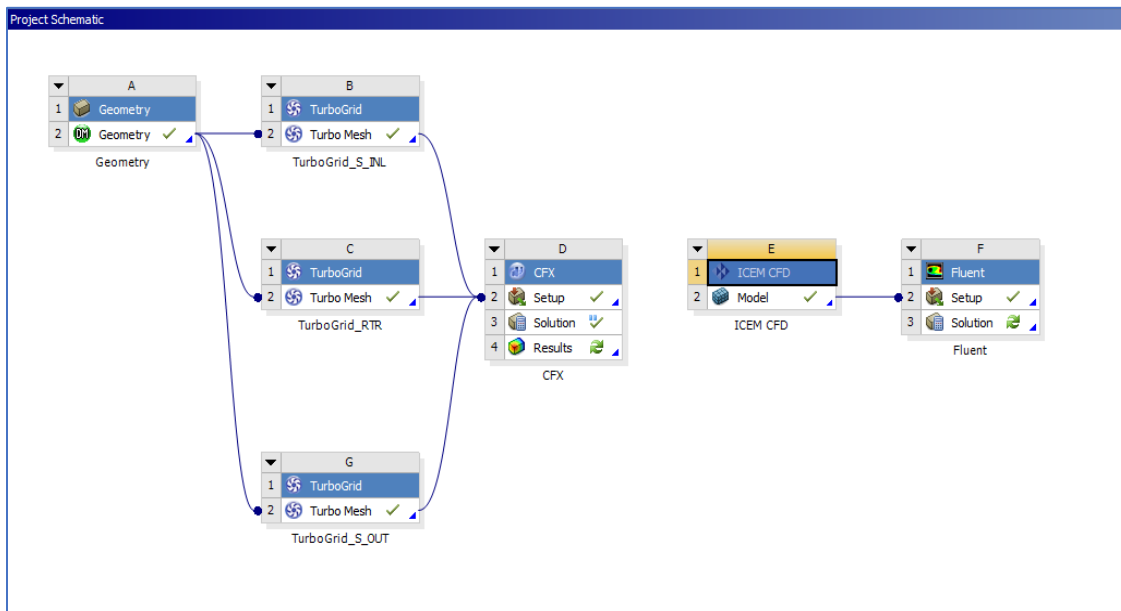 Project Schematic
A
1 Geometry
2 DM Geometry
Geometry
B
1 TurboGrid
2 Turbo Mesh
TurboGrid_S_INL
C
1 TurboGrid
2 Turbo Mesh
TurboGrid_RTR
D
1 CFX
2 Setup
3 Solution
4 Results
CFX
E
1 ICEM CFD
2 Model
ICEM CFD
F
1 Fluent
2 Setup
3 Solution
Fluent
G
1 TurboGrid
2 Turbo Mesh
TurboGrid_S_OUT